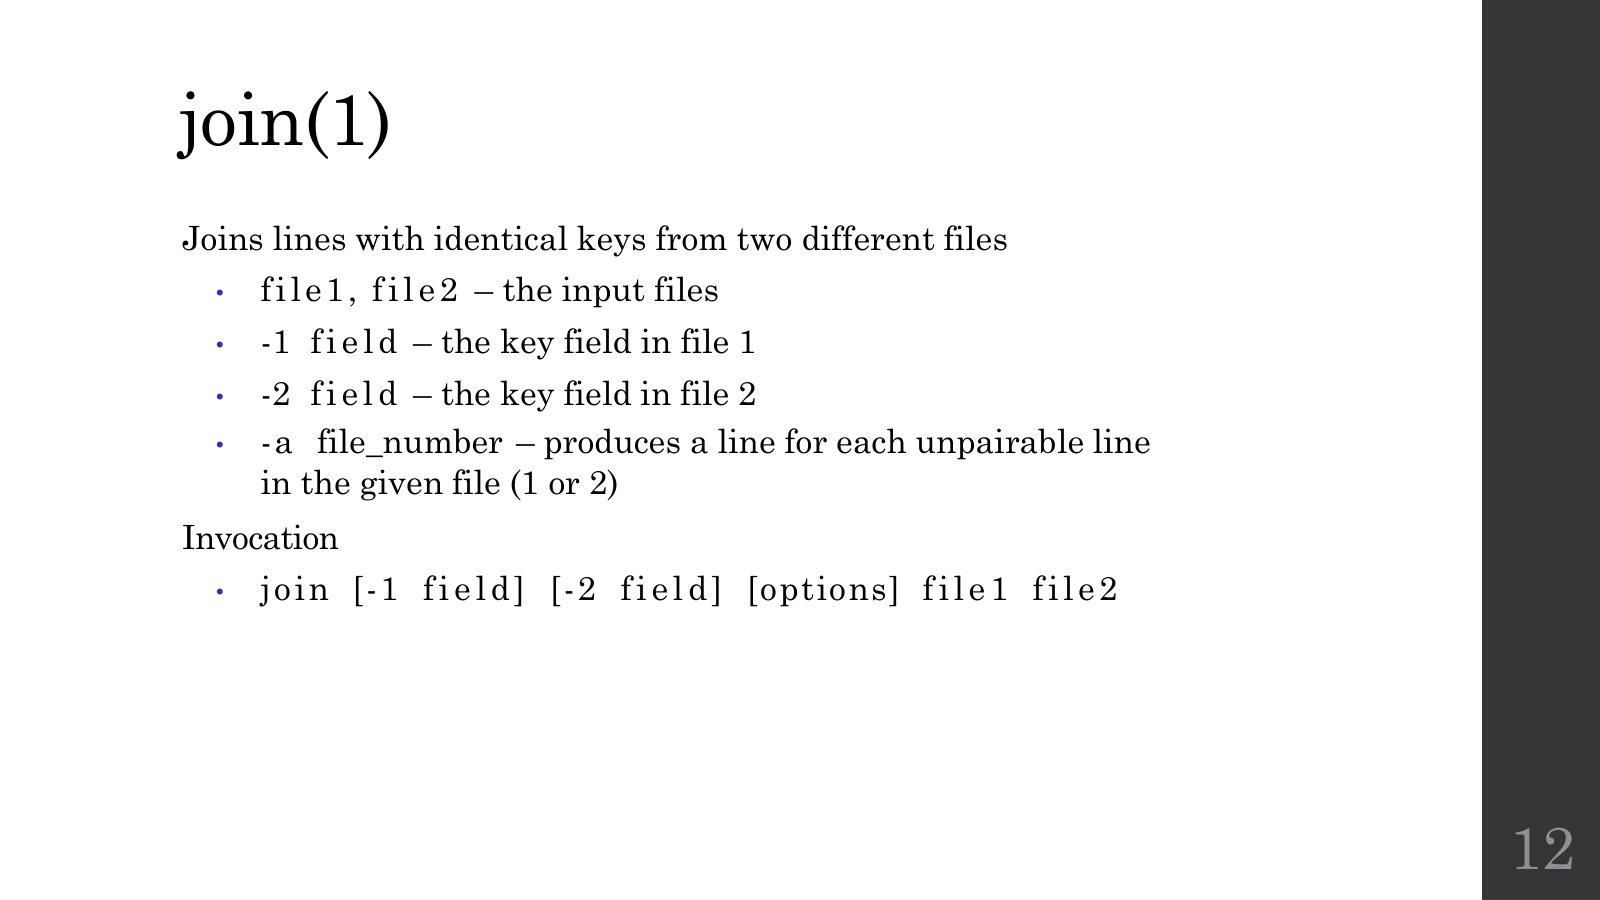 join(1)
Joins lines with identical keys from two different files
• file1, file2 – the input files
• -1 field – the key field in file 1
• -2 field – the key field in file 2
• -a file_number – produces a line for each unpairable line
in the given file (1 or 2)
Invocation
• join [-1 field] [-2 field] [options] file1 file2
12